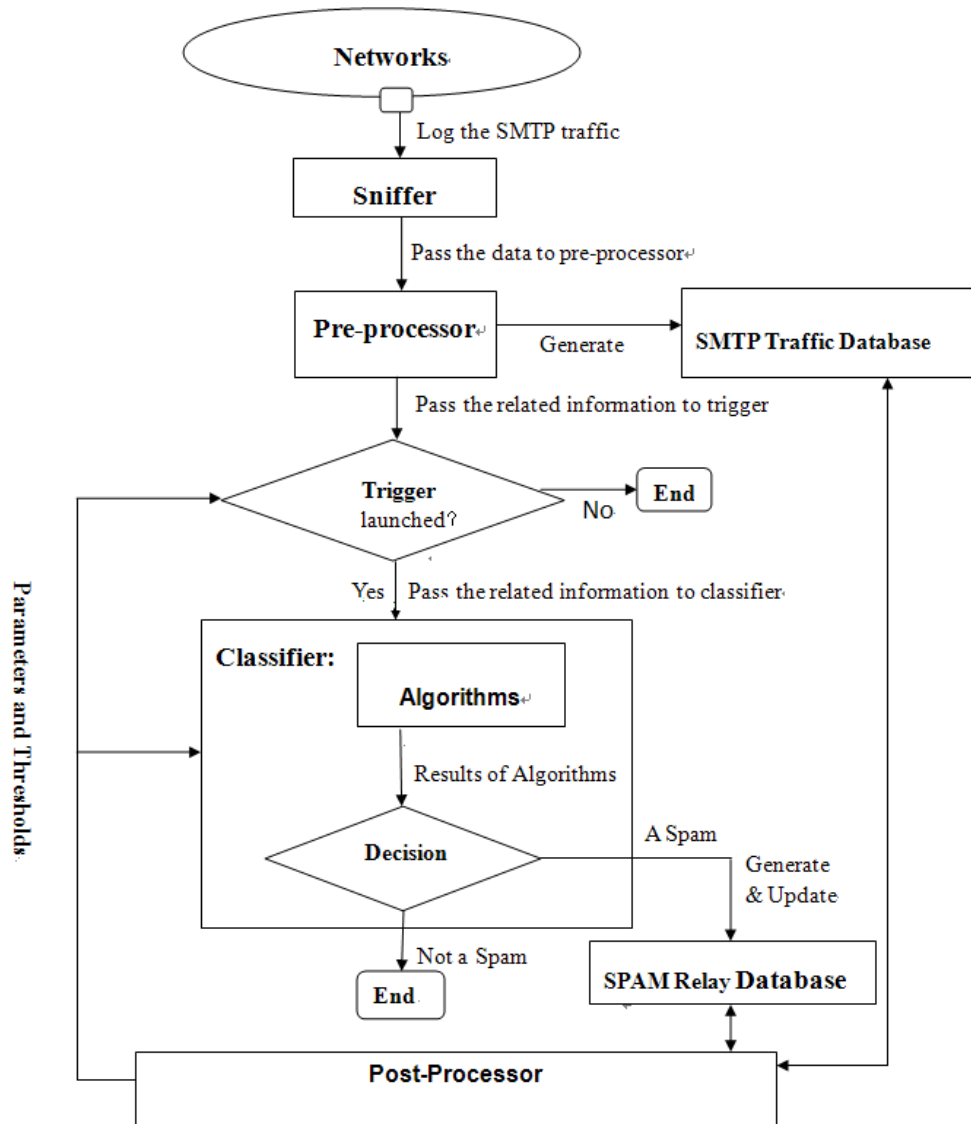 Networks
Log the SMTP traffic
Sniffer
Pass the data to pre-processor
Pre-processor
Generate
SMTP Traffic Database
Pass the related information to trigger
Trigger
launched?
No
End
Yes
Pass the related information to classifier
Classifier:
Algorithms
Results of Algorithms
Decision
A Spam
Generate
& Update
Not a Spam
End
SPAM Relay Database
Post-Processor
Parameters and Thresholds